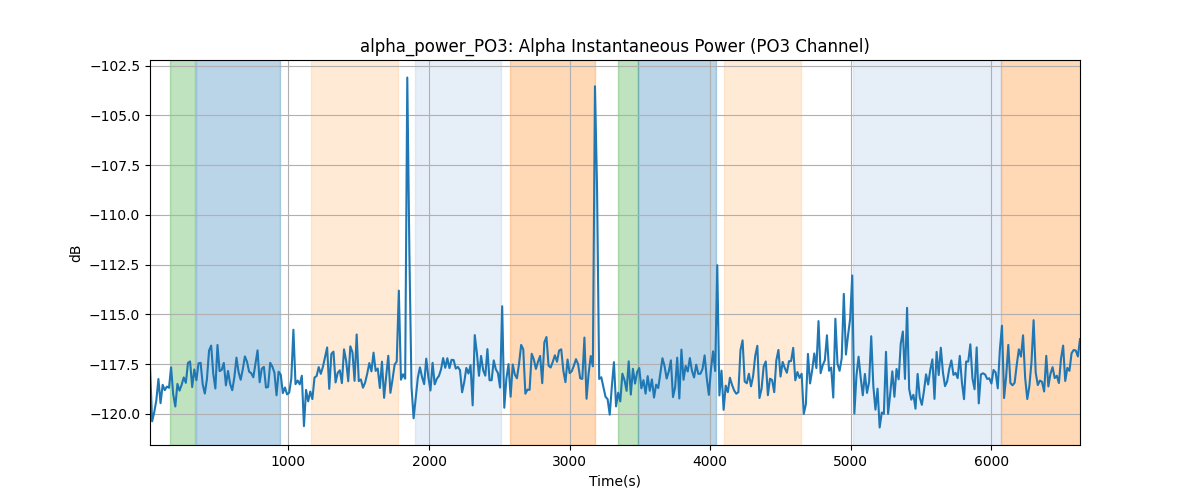 alpha_power_PO3: Alpha Instantaneous Power (PO3 Channel)
dB
−102.5
−105.0
−107.5
−110.0
−112.5
−115.0
−117.5
−120.0
1000 2000 3000 4000 5000 6000
Time(s)